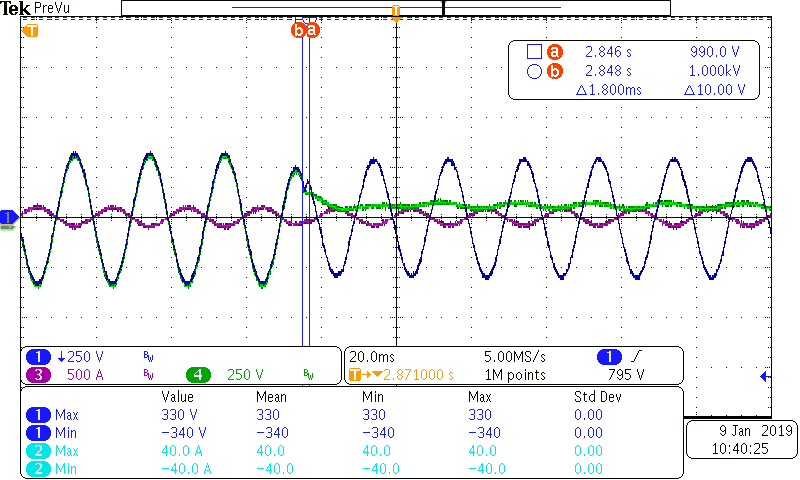 Tek PreVu
T
b a
T
a 2.846 s 990.0 V
b 2.848 s 1.000kV
Δ1.800ms Δ10.00 V
1
1 ↓250 V BW
3 500 A BW 4 250 V BW
20.0ms 5.00MS/s 1 ∫
T→▼2.871000 s 1M points 795 V
Value Mean Min Max Std Dev
1 Max 330 V 330 330 330 0.00
1 Min −340 V −340 −340 −340 0.00
2 Max 40.0 A 40.0 40.0 40.0 0.00
2 Min −40.0 A −40.0 −40.0 −40.0 0.00
9 Jan 2019
10:40:25